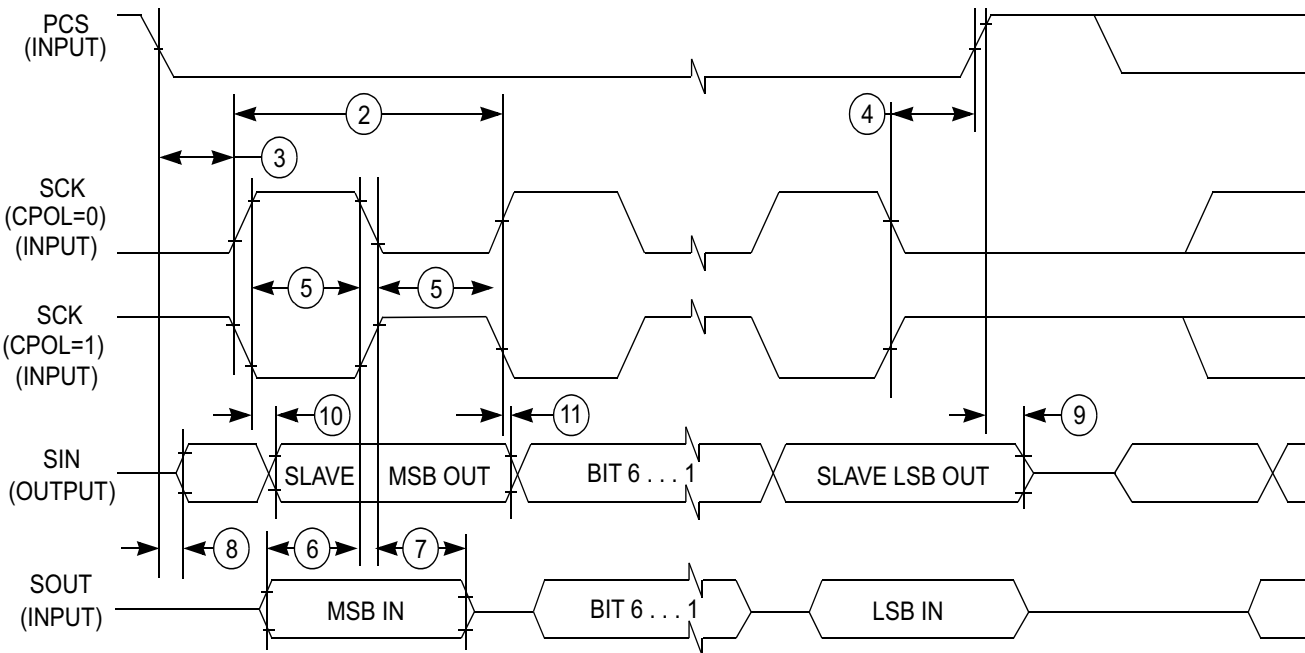 PCS
(INPUT)
2
4
3
SCK
(CPOL=0)
(INPUT)
5
5
SCK
(CPOL=1)
(INPUT)
10
11
9
SIN
(OUTPUT)
SLAVE
MSB OUT
BIT 6 . . . 1
SLAVE LSB OUT
8
6
7
SOUT
(INPUT)
MSB IN
BIT 6 . . . 1
LSB IN